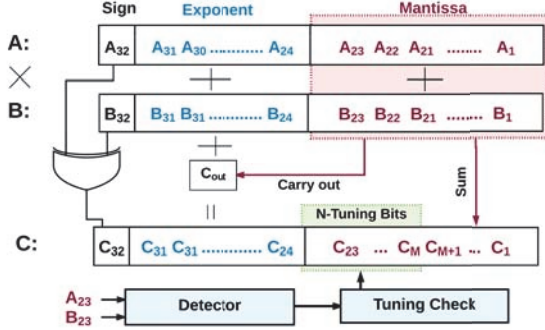 Sign Exponent Mantissa
A: A32 A31 A30 ........... A24 A23 A22 A21 ........ A1
× + +
B: B32 B31 B31 ........... B24 B23 B22 B21 ........ B1
+
Cout
Carry out
Sum
=
N-Tuning Bits
C: C32 C31 C31 ............. C24 C23 ... CM CM+1 ... C1
A23
B23
Detector Tuning Check